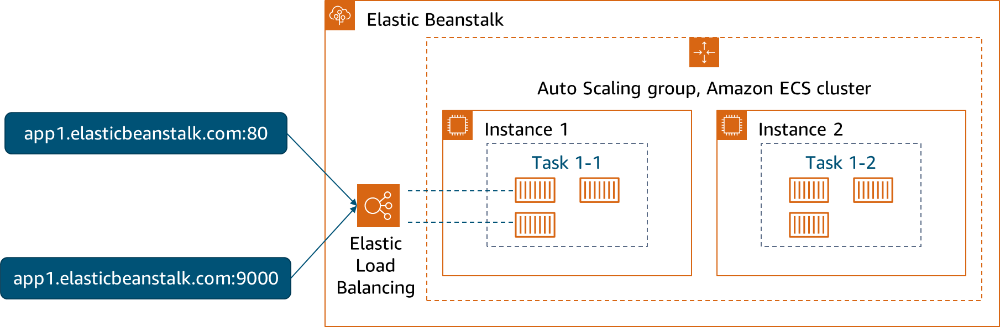 Elastic Beanstalk
Auto Scaling group, Amazon ECS cluster
app1.elasticbeanstalk.com:80
Instance 1
Instance 2
Task 1-1
Task 1-2
Elastic
Load
Balancing
app1.elasticbeanstalk.com:9000